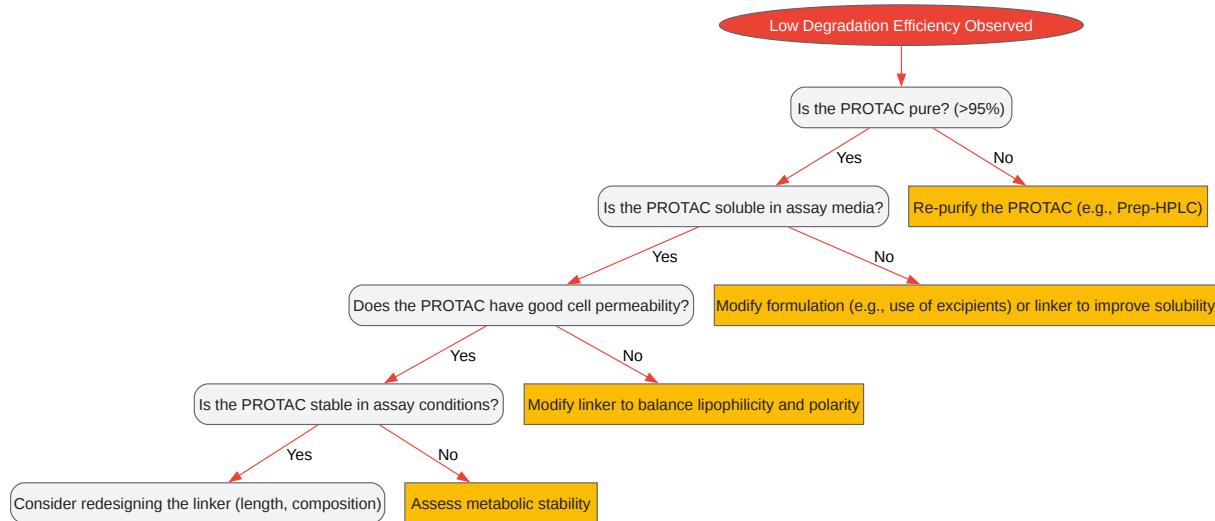 Low Degradation Efficiency Observed
Is the PROTAC pure? (>95%)
Yes
No
Is the PROTAC soluble in assay media?
Re-purify the PROTAC (e.g., Prep-HPLC)
Yes
No
Does the PROTAC have good cell permeability?
Modify formulation (e.g., use of excipients) or linker to improve solubility
Yes
No
Is the PROTAC stable in assay conditions?
Modify linker to balance lipophilicity and polarity
Yes
No
Consider redesigning the linker (length, composition)
Assess metabolic stability